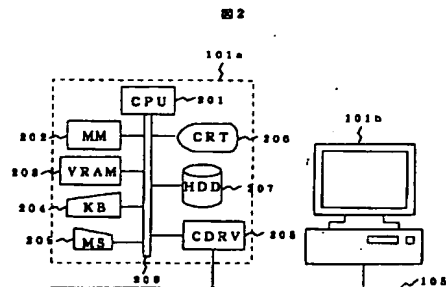 図2
101a
CPU
201
101b
202 MM
CRT 206
203 VRAM
HDD 207
204 KB
205 MS
CDRV 208
209
105